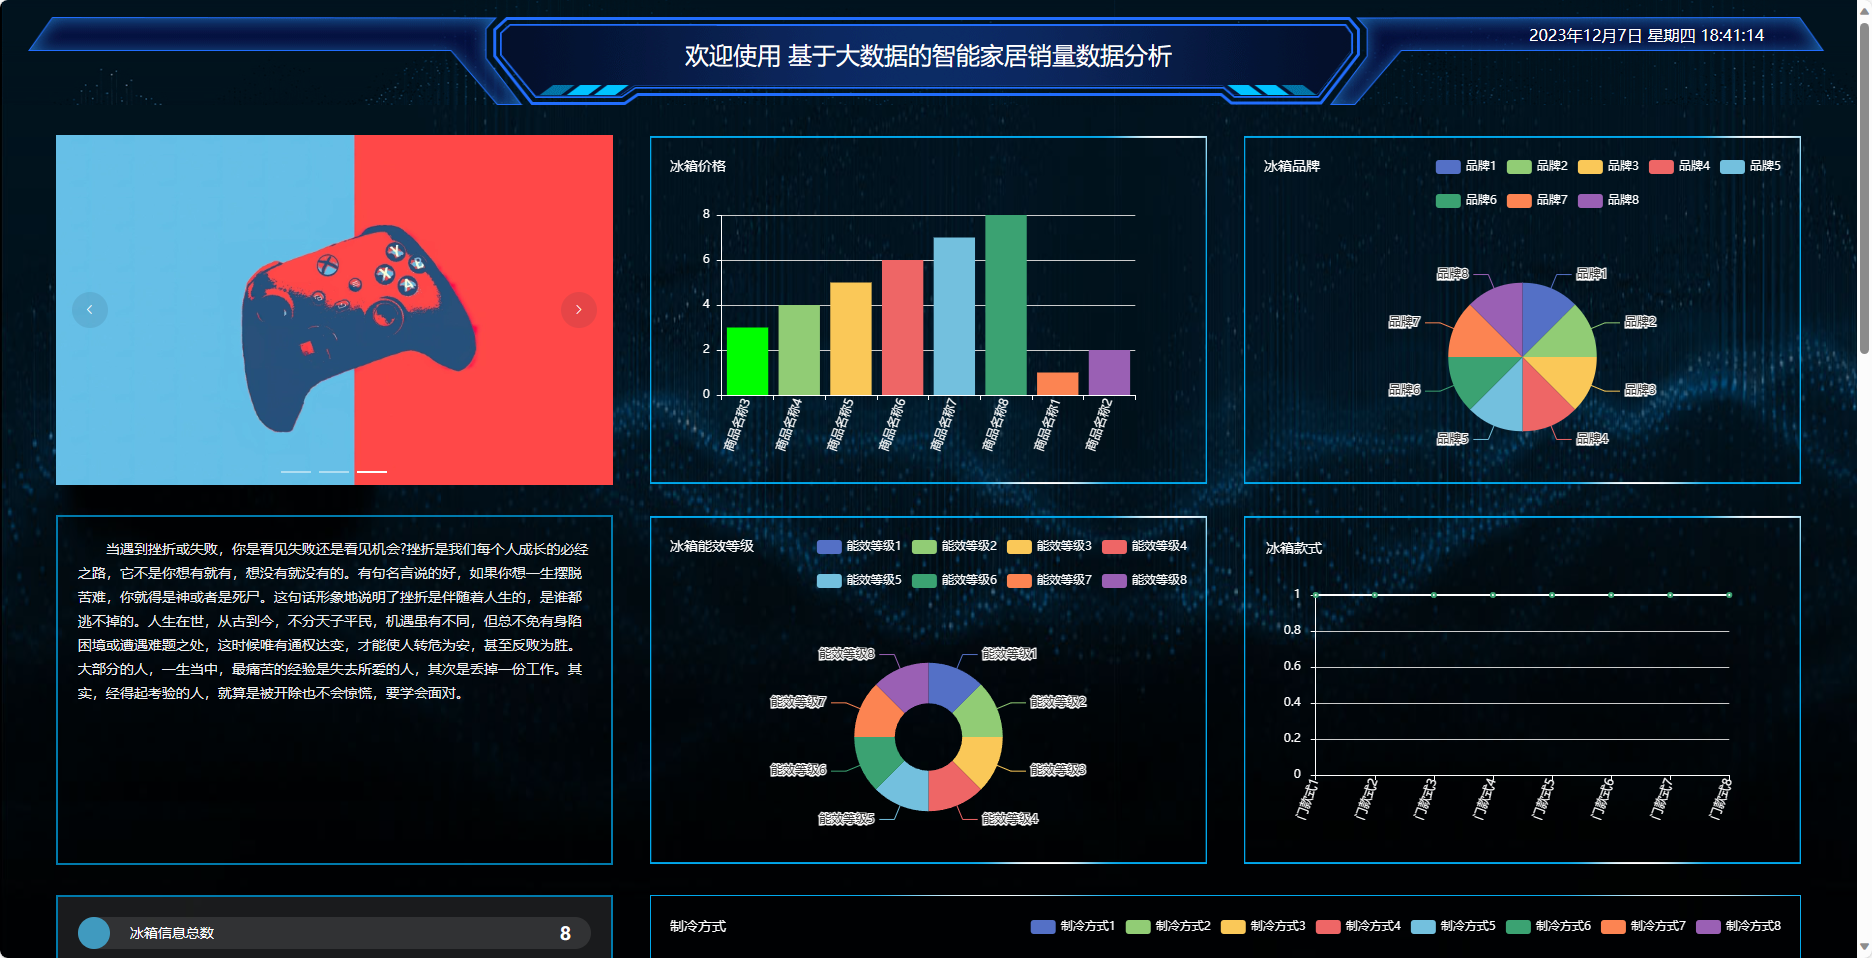 欢迎使用 基于大数据的智能家居销量数据分析
2023年12月7日 星期四 18:41:14
Y
B
X
A
冰箱价格
8
6
4
2
0
商品名称3
商品名称4
商品名称5
商品名称6
商品名称7
商品名称8
商品名称1
商品名称2
冰箱品牌
品牌1 品牌2 品牌3 品牌4 品牌5
品牌6 品牌7 品牌8
品牌8 品牌1
品牌7 品牌2
品牌6 品牌3
品牌5 品牌4
当遇到挫折或失败，你是看见失败还是看见机会?挫折是我们每个人成长的必经
之路，它不是你想有就有，想没有就没有的。有句名言说的好，如果你想一生摆脱
苦难，你就得是神或者是死尸。这句话形象地说明了挫折是伴随着人生的，是谁都
逃不掉的。人生在世，从古到今，不分天子平民，机遇虽有不同，但总不免有身陷
困境或遭遇难题之处，这时候唯有通权达变，才能使人转危为安，甚至反败为胜。
大部分的人，一生当中，最痛苦的经验是失去所爱的人，其次是丢掉一份工作。其
实，经得起考验的人，就算是被开除也不会惊慌，要学会面对。
冰箱能效等级
能效等级1 能效等级2 能效等级3 能效等级4
能效等级5 能效等级6 能效等级7 能效等级8
能效等级8 能效等级1
能效等级7 能效等级2
能效等级6 能效等级3
能效等级5 能效等级4
冰箱款式
1
0.8
0.6
0.4
0.2
0
门款式1
门款式2
门款式3
门款式4
门款式5
门款式6
门款式7
门款式8
冰箱信息总数 8
制冷方式
制冷方式1 制冷方式2 制冷方式3 制冷方式4 制冷方式5 制冷方式6 制冷方式7 制冷方式8